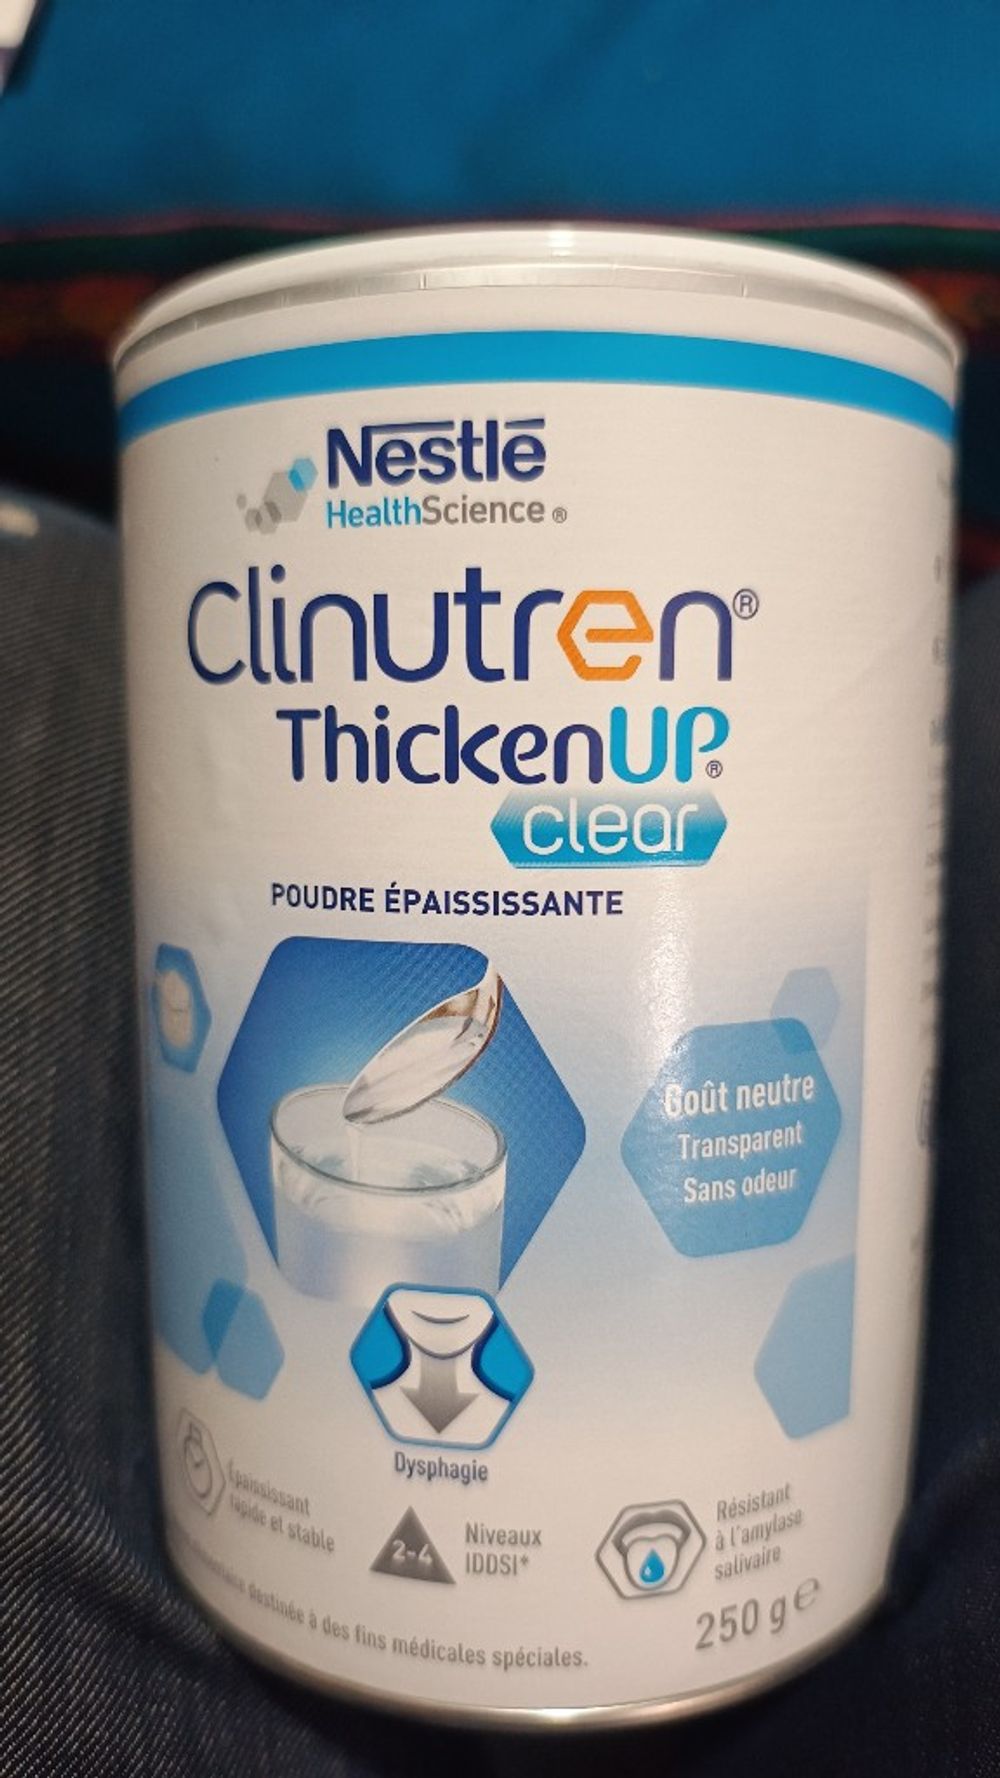 Nestlé
HealthScience®
Clinutren®
ThickenUP®
clear
POUDRE ÉPAISSISSANTE
Goût neutre
Transparent
Sans odeur
Dysphagie
Épaississant
rapide et stable
2-4
Niveaux
IDDSI*
Résistant
à l'amylase
salivaire
destinée à des fins médicales spéciales.
250 g e